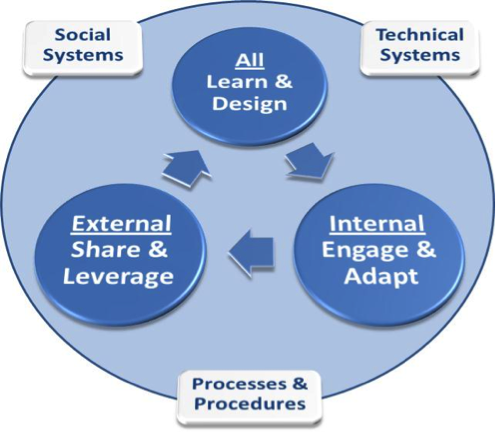 Social
Systems
Technical
Systems
All
Learn &
Design
External
Share &
Leverage
Internal
Engage &
Adapt
Processes &
Procedures